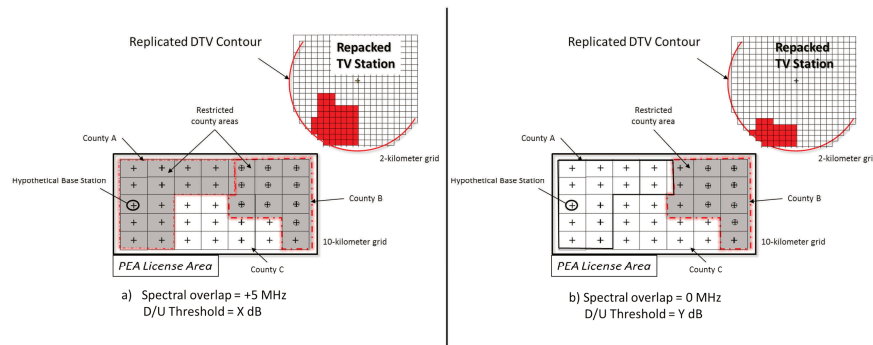 Replicated DTV Contour
Repacked
TV Station
Restricted
county areas
County A
2-kilometer grid
Hypothetical Base Station
County B
10-kilometer grid
PEA License Area
County C
a) Spectral overlap = +5 MHz
D/U Threshold = X dB
Replicated DTV Contour
Repacked
TV Station
Restricted
county area
County A
2-kilometer grid
Hypothetical Base Station
County B
10-kilometer grid
PEA License Area
County C
b) Spectral overlap = 0 MHz
D/U Threshold = Y dB